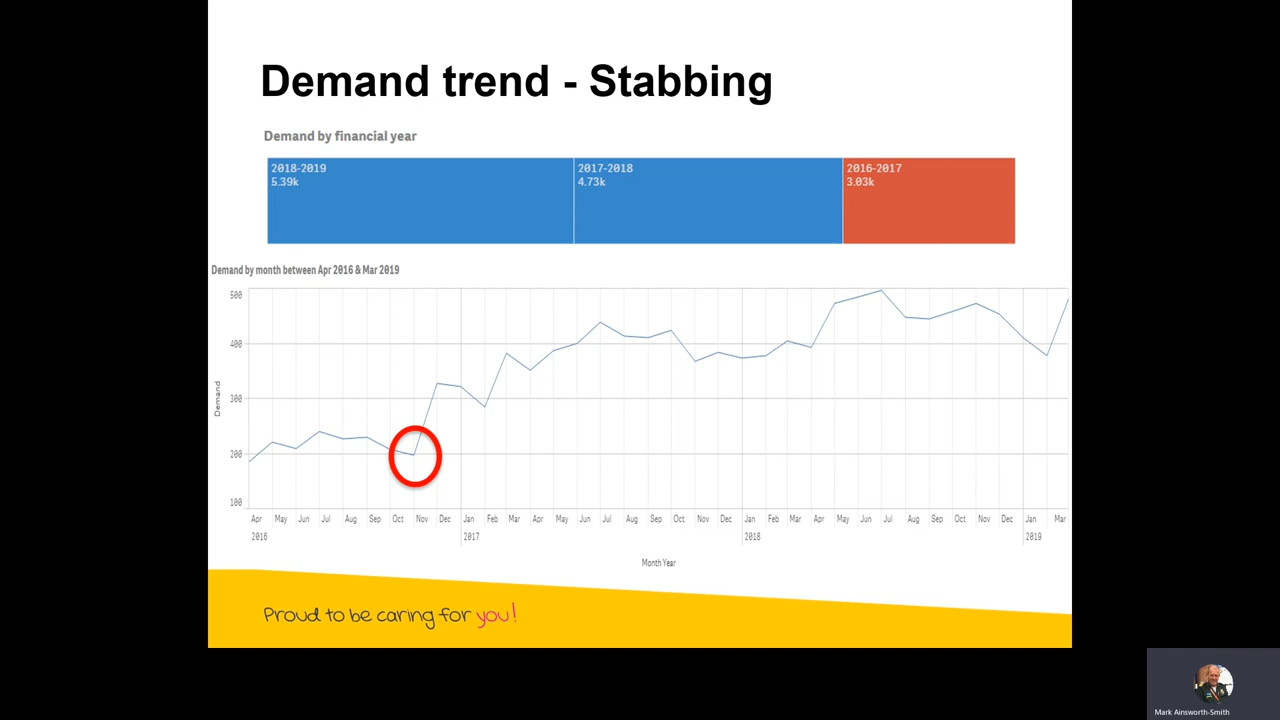 Demand trend - Stabbing
Demand by financial year
2018-2019 2017-2018 2016-2017
5.39k 4.73k 3.03k
Demand by month between Apr 2016 & Mar 2019
500
400
300
200
100
Demand
Apr May Jun Jul Aug Sep Oct Nov Dec Jan Feb Mar Apr May Jun Jul Aug Sep Oct Nov Dec Jan Feb Mar Apr May Jun Jul Aug Sep Oct Nov Dec Jan Mar
2016 2017 2018 2019
Month Year
Proud to be caring for you!
Mark Ainsworth-Smith